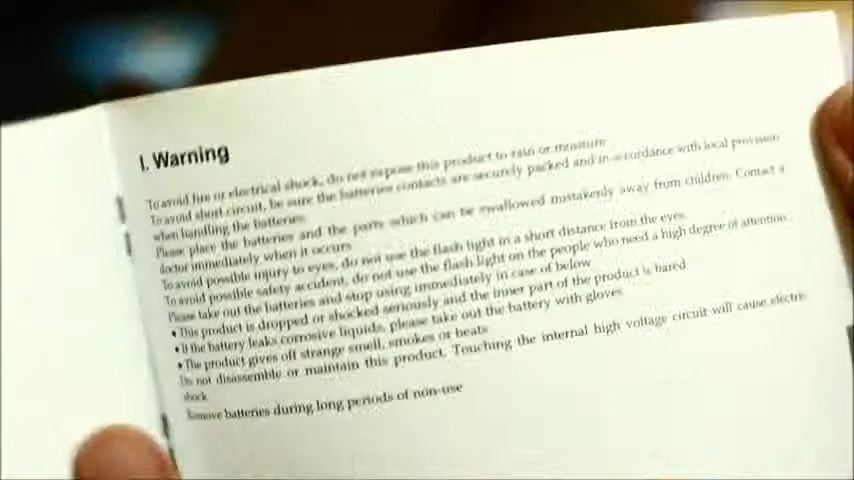 I. Warning
To avoid fire or electrical shock, do not expose this product to rain or moisture
To avoid short circuit, be sure the batteries contacts are securely packed and in accordance with local provision
when handling the batteries
Please place the batteries and the parts which can be swallowed mistakenly away from children. Contact a
doctor immediately when it occurs
To avoid possible injury to eyes, do not use the flash light in a short distance from the eyes.
To avoid possible safety accident, do not use the flash light on the people who need a high degree of attention.
Please take out the batteries and stop using immediately in case of below
• This product is dropped or shocked seriously and the inner part of the product is bared
• If the battery leaks corrosive liquids, please take out the battery with gloves
• The product gives off strange smell, smokes or heats
Do not disassemble or maintain this product. Touching the internal high voltage circuit will cause electric
shock
Remove batteries during long periods of non-use